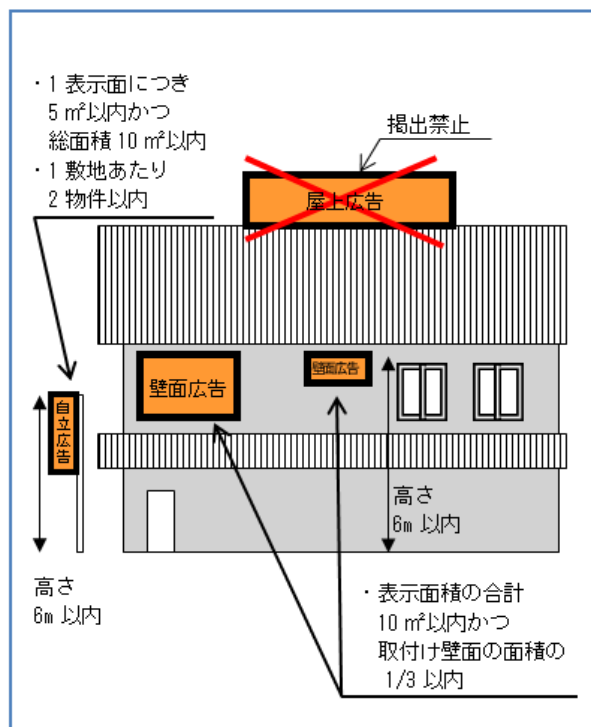 ・1 表示面につき
5 ㎡以内かつ
総面積 10 ㎡以内
・1 敷地あたり
2 物件以内
掲出禁止
屋上広告
壁面広告
壁面広告
自立広告
高さ
6m 以内
高さ
6m 以内
・表示面積の合計
10 ㎡以内かつ
取付け壁面の面積の
1/3 以内